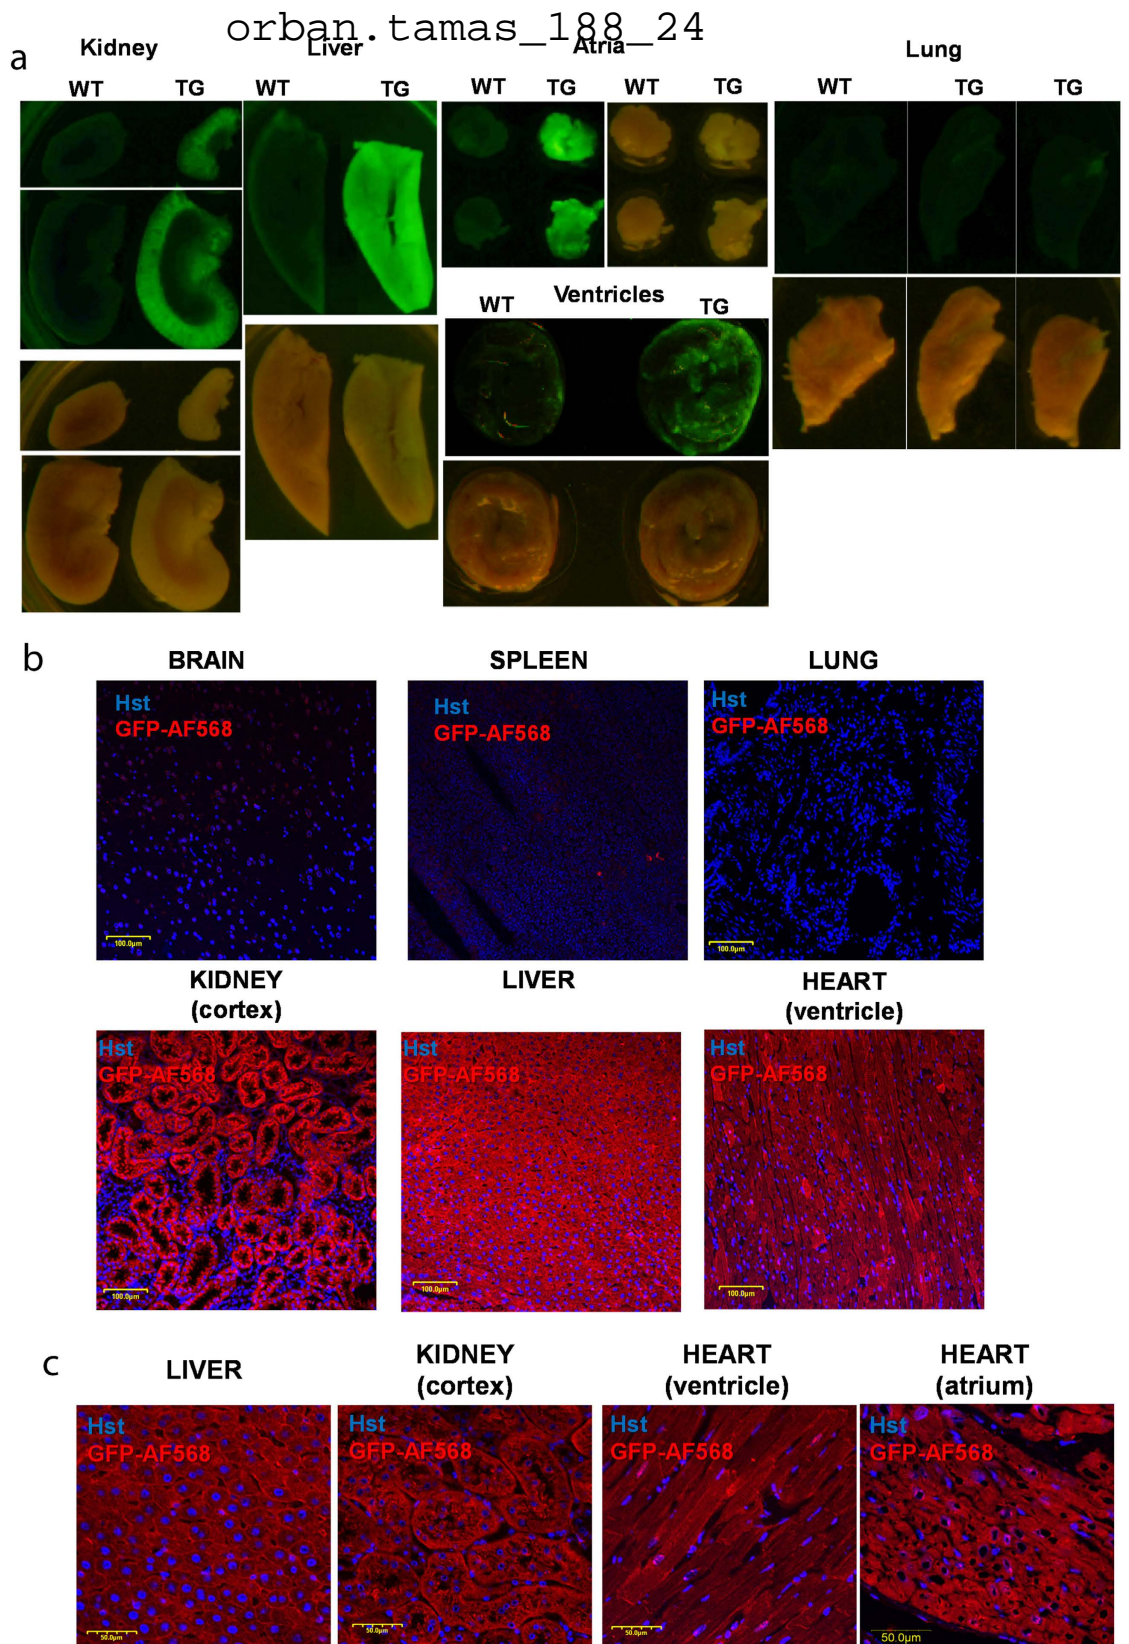 orban.tamas_188_24
a
Kidney Liver Atria Lung
WT TG WT TG WT TG WT TG WT TG TG
Ventricles
WT TG
b
BRAIN SPLEEN LUNG
Hst
GFP-AF568
Hst
GFP-AF568
Hst
GFP-AF568
100.0µm
100.0µm
KIDNEY
(cortex)
LIVER
HEART
(ventricle)
Hst
GFP-AF568
Hst
GFP-AF568
Hst
GFP-AF568
100.0µm
100.0µm
100.0µm
c
LIVER
KIDNEY
(cortex)
HEART
(ventricle)
HEART
(atrium)
Hst
GFP-AF568
Hst
GFP-AF568
Hst
GFP-AF568
Hst
GFP-AF568
50.0µm
50.0µm
50.0µm
50.0µm